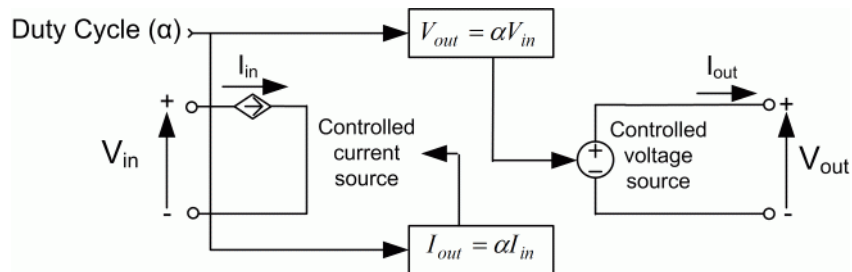 Duty Cycle (α)
V_out = αV_in
I_in
I_out
+
+
Controlled
current
source
+
−
Controlled
voltage
source
V_in
V_out
-
-
I_out = αI_in